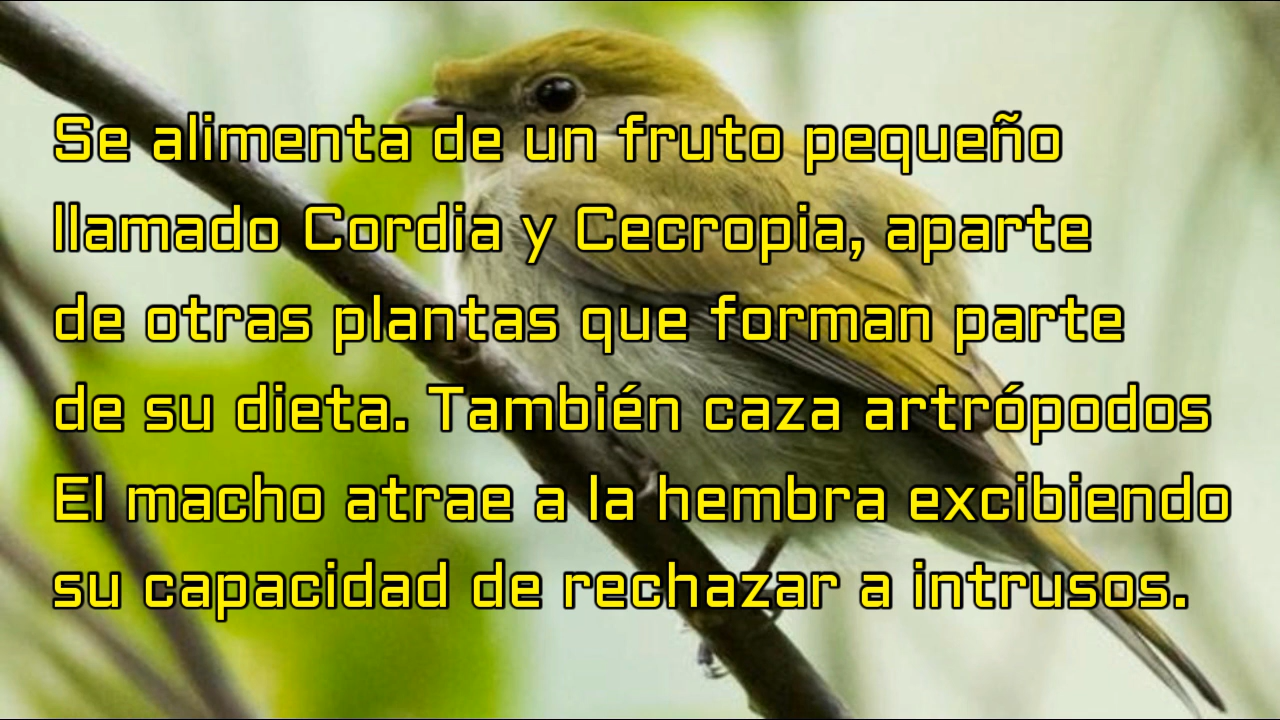 Se alimenta de un fruto pequeño
llamado Cordia y Cecropia, aparte
de otras plantas que forman parte
de su dieta. También caza artrópodos
El macho atrae a la hembra excibiendo
su capacidad de rechazar a intrusos.